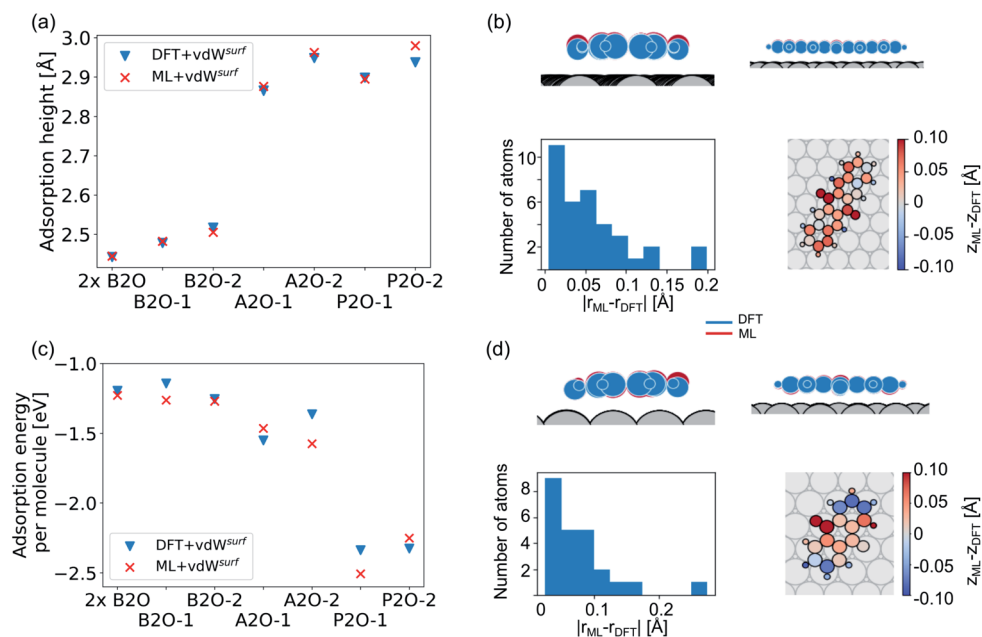 (a)
3.0
2.9
2.8
2.7
2.6
2.5
Adsorption height [Å]
DFT+vdW^surf
ML+vdW^surf
2x B2O B2O-2 A2O-2 P2O-2
B2O-1 A2O-1 P2O-1
(b)
10
8
6
4
2
Number of atoms
0 0.05 0.1 0.15 0.2
|r_ML-r_DFT| [Å]
0.10
0.05
0
-0.05
-0.10
z_ML-z_DFT [Å]
DFT
ML
(c)
−1.0
−1.5
−2.0
−2.5
Adsorption energy
per molecule [eV]
DFT+vdW^surf
ML+vdW^surf
2x B2O B2O-2 A2O-2 P2O-2
B2O-1 A2O-1 P2O-1
(d)
8
6
4
2
Number of atoms
0 0.1 0.2
|r_ML-r_DFT| [Å]
0.10
0.05
0
-0.05
-0.10
z_ML-z_DFT [Å]